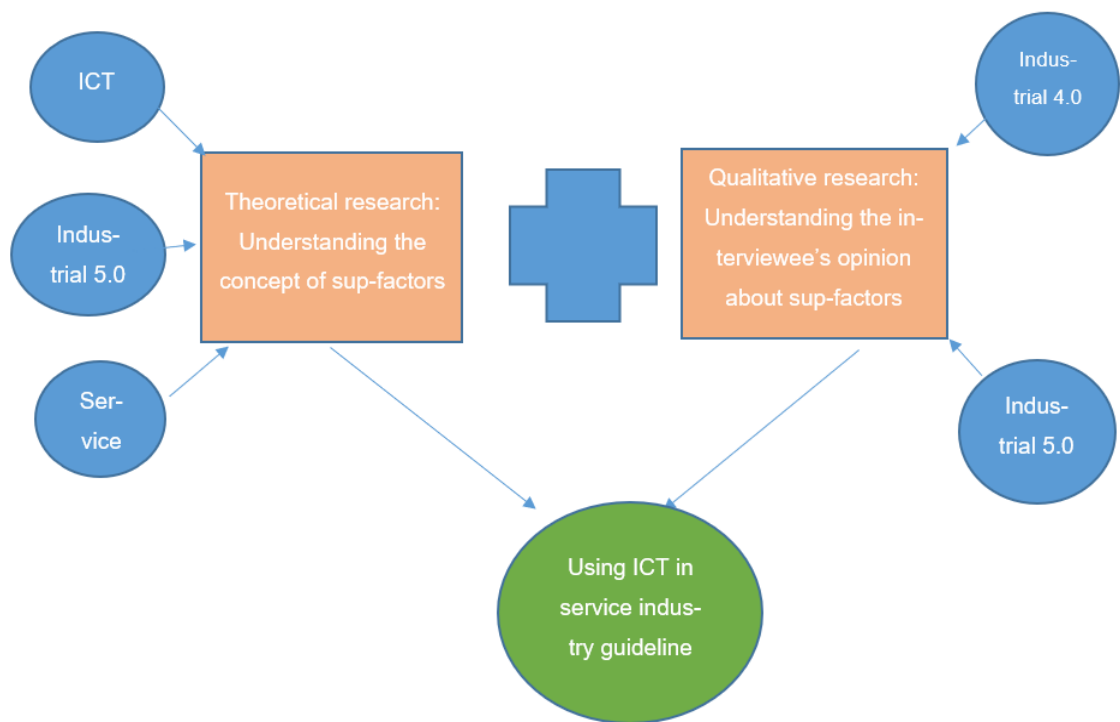 ICT
Indus-
trial 5.0
Ser-
vice
Theoretical research:
Understanding the
concept of sup-factors
Qualitative research:
Understanding the in-
terviewee's opinion
about sup-factors
Indus-
trial 4.0
Indus-
trial 5.0
Using ICT in
service indus-
try guideline